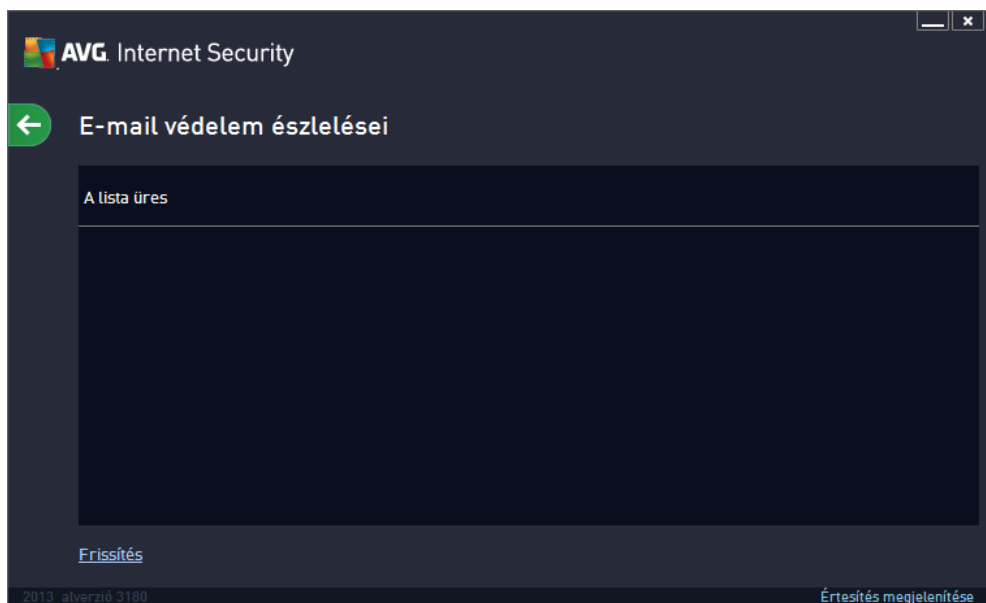 AVG. Internet Security
E-mail védelem észlelései
A lista üres
Frissítés
2013 alverzió 3180
Értesítés megjelenítése